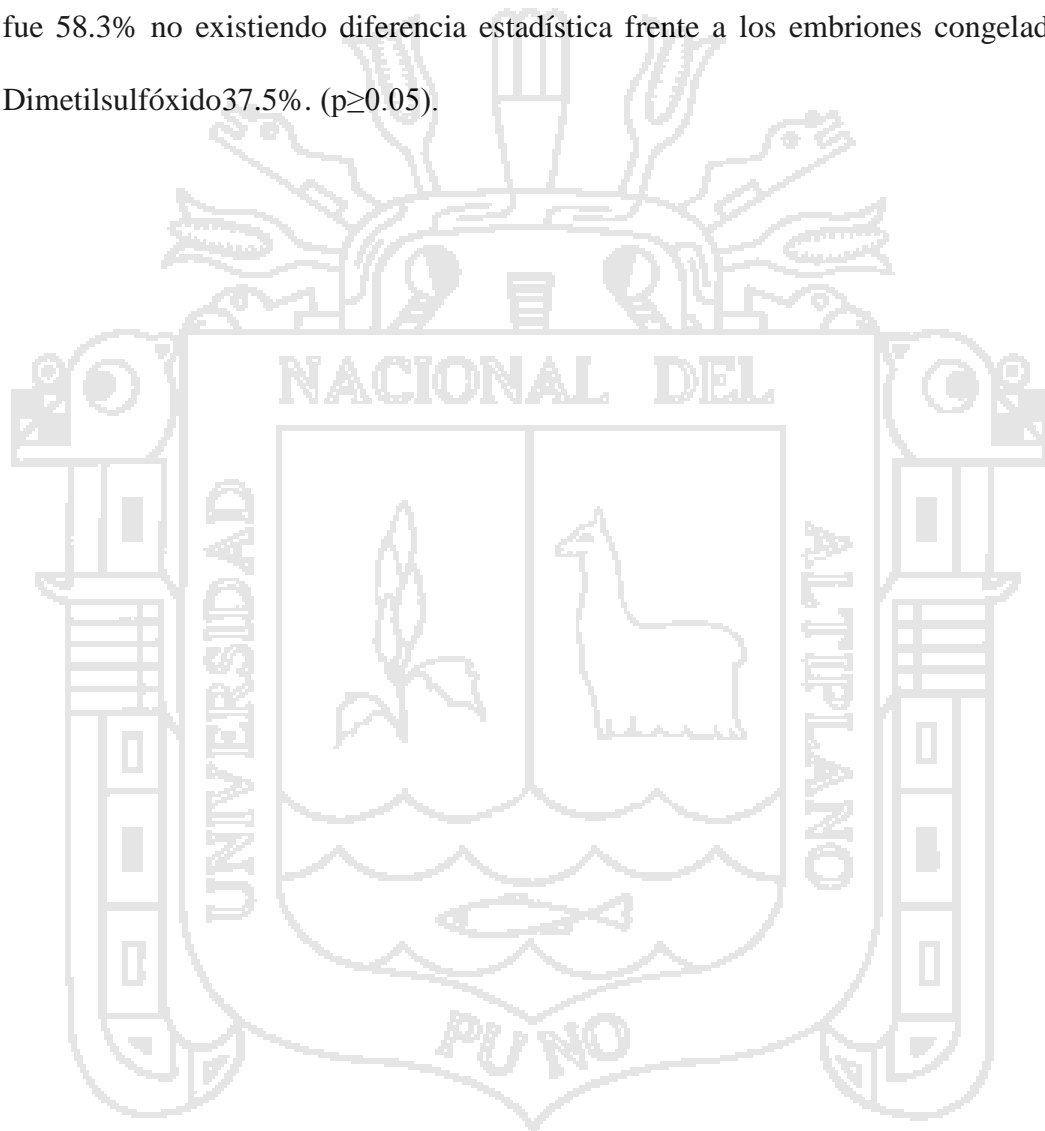 fue 58.3% no existiendo diferencia estadística frente a los embriones congelad
Dimetilsulfóxido37.5%. (p≥0.05).
NACIONAL DEL
UNIVERSIDAD
ALTIPLANO
PUNO